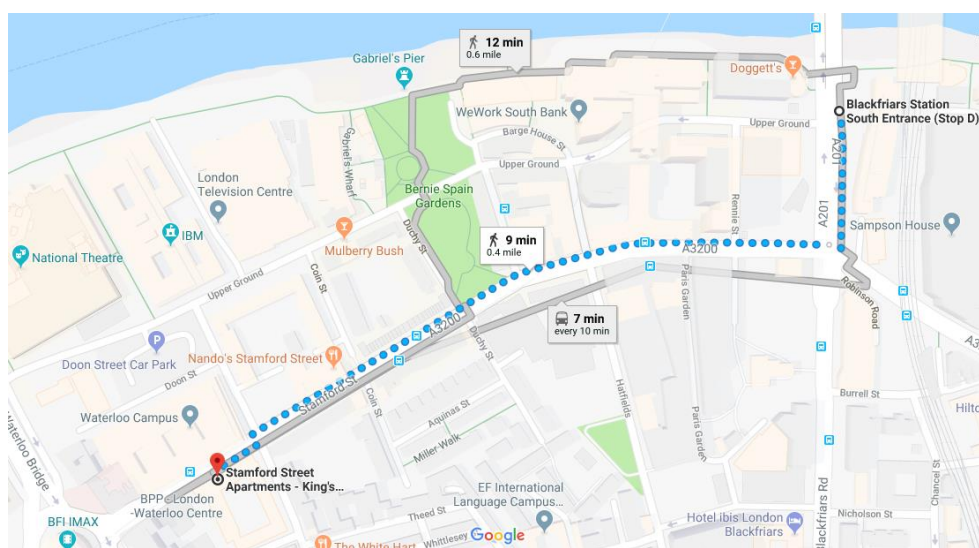 12 min
0.6 mile
Gabriel's Pier
Doggett's
WeWork South Bank
Blackfriars Station
South Entrance (Stop D)
Upper Ground
A201
Barge House St
Gabriel's Wharf
Upper Ground
London
Television Centre
Bernie Spain
Gardens
Rennie St
A201
IBM
Duchy St
9 min
0.4 mile
A3200
Sampson House
National Theatre
Mulberry Bush
Upper Ground
Coin St
Paris Garden
Robinson Road
7 min
every 10 min
A3200
Duchy St
Doon Street Car Park
Nando's Stamford Street
Doon St
Stamford St
Coin St
Hatfields
Burrell St
Waterloo Campus
Aquinas St
Paris Garden
Waterloo Bridge
Miller Walk
Stamford Street
Apartments - King's...
Chancel St
BPP - London
-Waterloo Centre
EF International
Language Campus...
Theed St
Nicholson St
BFI IMAX
Google
Hotel Ibis London
Blackfriars
Blackfriars Rd
The White Hart
Whittlesey